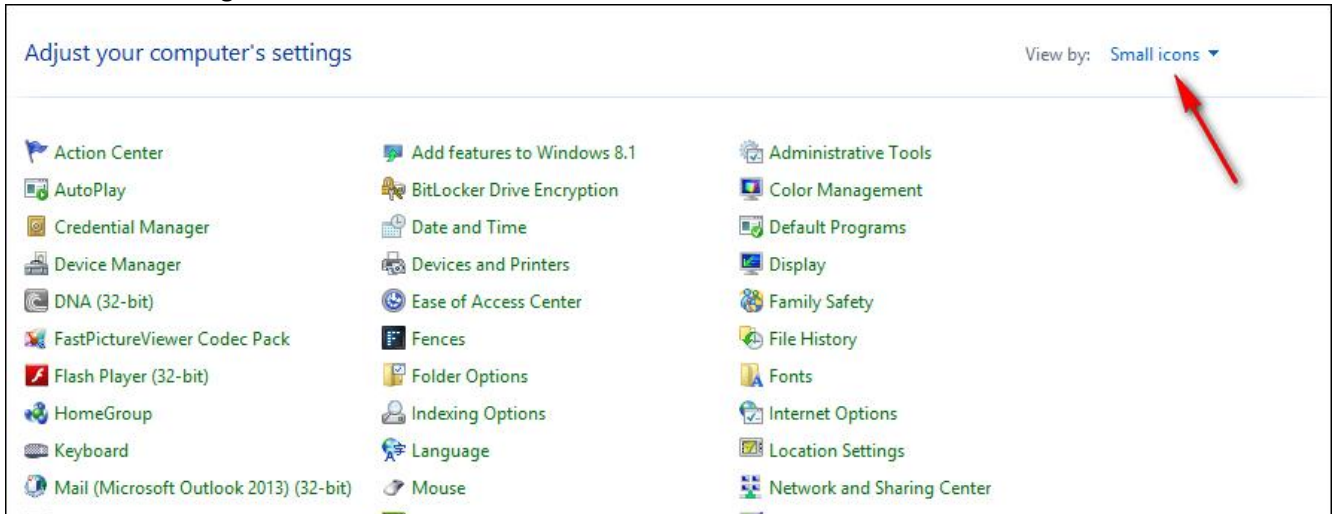 Adjust your computer's settings
View by: Small icons
Action Center
Add features to Windows 8.1
Administrative Tools
AutoPlay
BitLocker Drive Encryption
Color Management
Credential Manager
Date and Time
Default Programs
Device Manager
Devices and Printers
Display
DNA (32-bit)
Ease of Access Center
Family Safety
FastPictureViewer Codec Pack
Fences
File History
Flash Player (32-bit)
Folder Options
Fonts
HomeGroup
Indexing Options
Internet Options
Keyboard
Language
Location Settings
Mail (Microsoft Outlook 2013) (32-bit)
Mouse
Network and Sharing Center